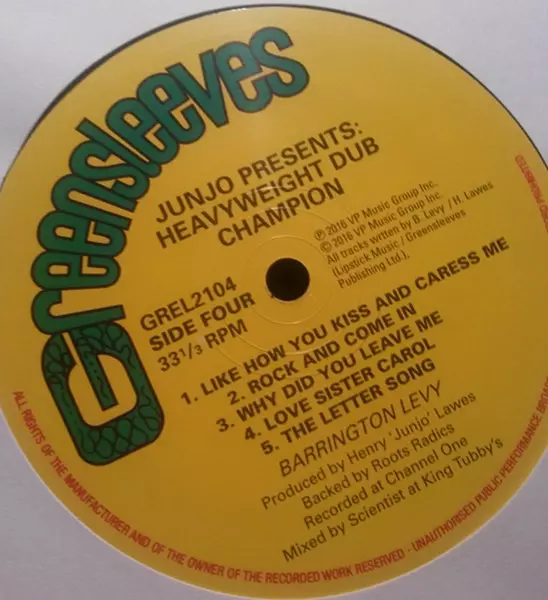 Greensleeves
JUNJO PRESENTS:
HEAVYWEIGHT DUB
CHAMPION
℗ 2016 VP Music Group Inc.
© 2016 VP Music Group Inc.
All tracks written by B. Levy / H. Lawes
(Lipstick Music / Greensleeves
Publishing Ltd.).
GREL2104
SIDE FOUR
33⅓ RPM
1. LIKE HOW YOU KISS AND CARESS ME
2. ROCK AND COME IN
3. WHY DID YOU LEAVE ME
4. LOVE SISTER CAROL
5. THE LETTER SONG
BARRINGTON LEVY
Produced by Henry 'Junjo' Lawes
Backed by Roots Radics
Recorded at Channel One
Mixed by Scientist at King Tubby's
ALL RIGHTS OF THE MANUFACTURER AND OF THE OWNER OF THE RECORDED WORK RESERVED - UNAUTHORISED PUBLIC PERFORMANCE PROHIBITED